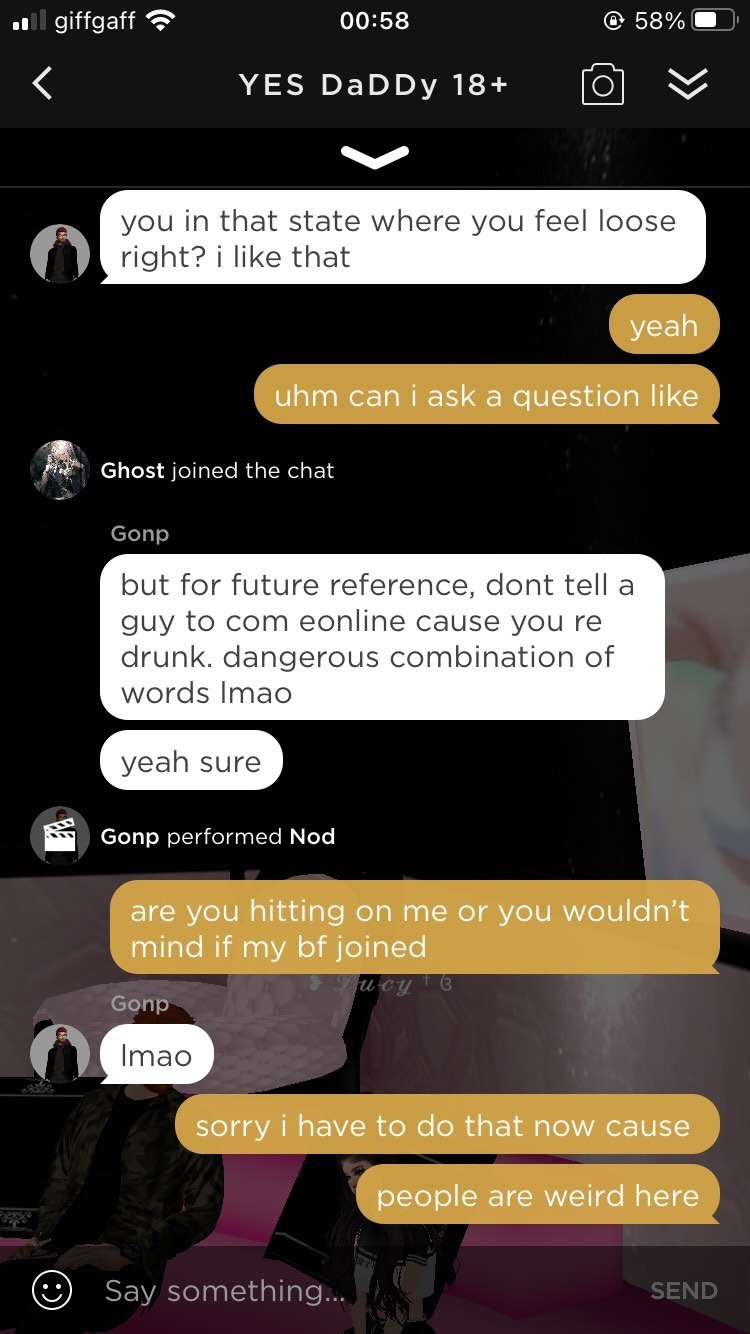 giffgaff 00:58 58%
YES DaDDy 18+
you in that state where you feel loose
right? i like that
yeah
uhm can i ask a question like
Ghost joined the chat
Gonp
but for future reference, dont tell a
guy to com eonline cause you re
drunk. dangerous combination of
words lmao
yeah sure
Gonp performed Nod
are you hitting on me or you wouldn't
mind if my bf joined
Lucy
Gonp
lmao
sorry i have to do that now cause
people are weird here
Say something... SEND